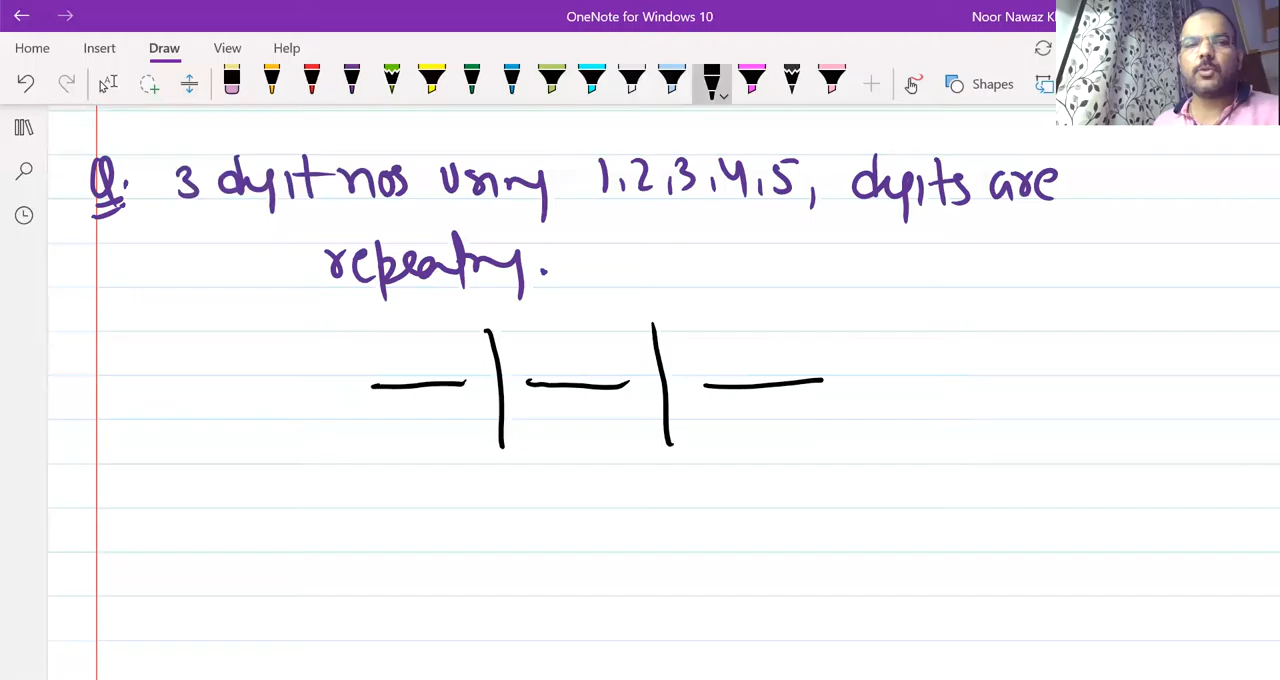 OneNote for Windows 10
Noor Nawaz Kh
Home Insert Draw View Help
Shapes
Q. 3 digit nos using 1,2,3,4,5, digits are
repeating.